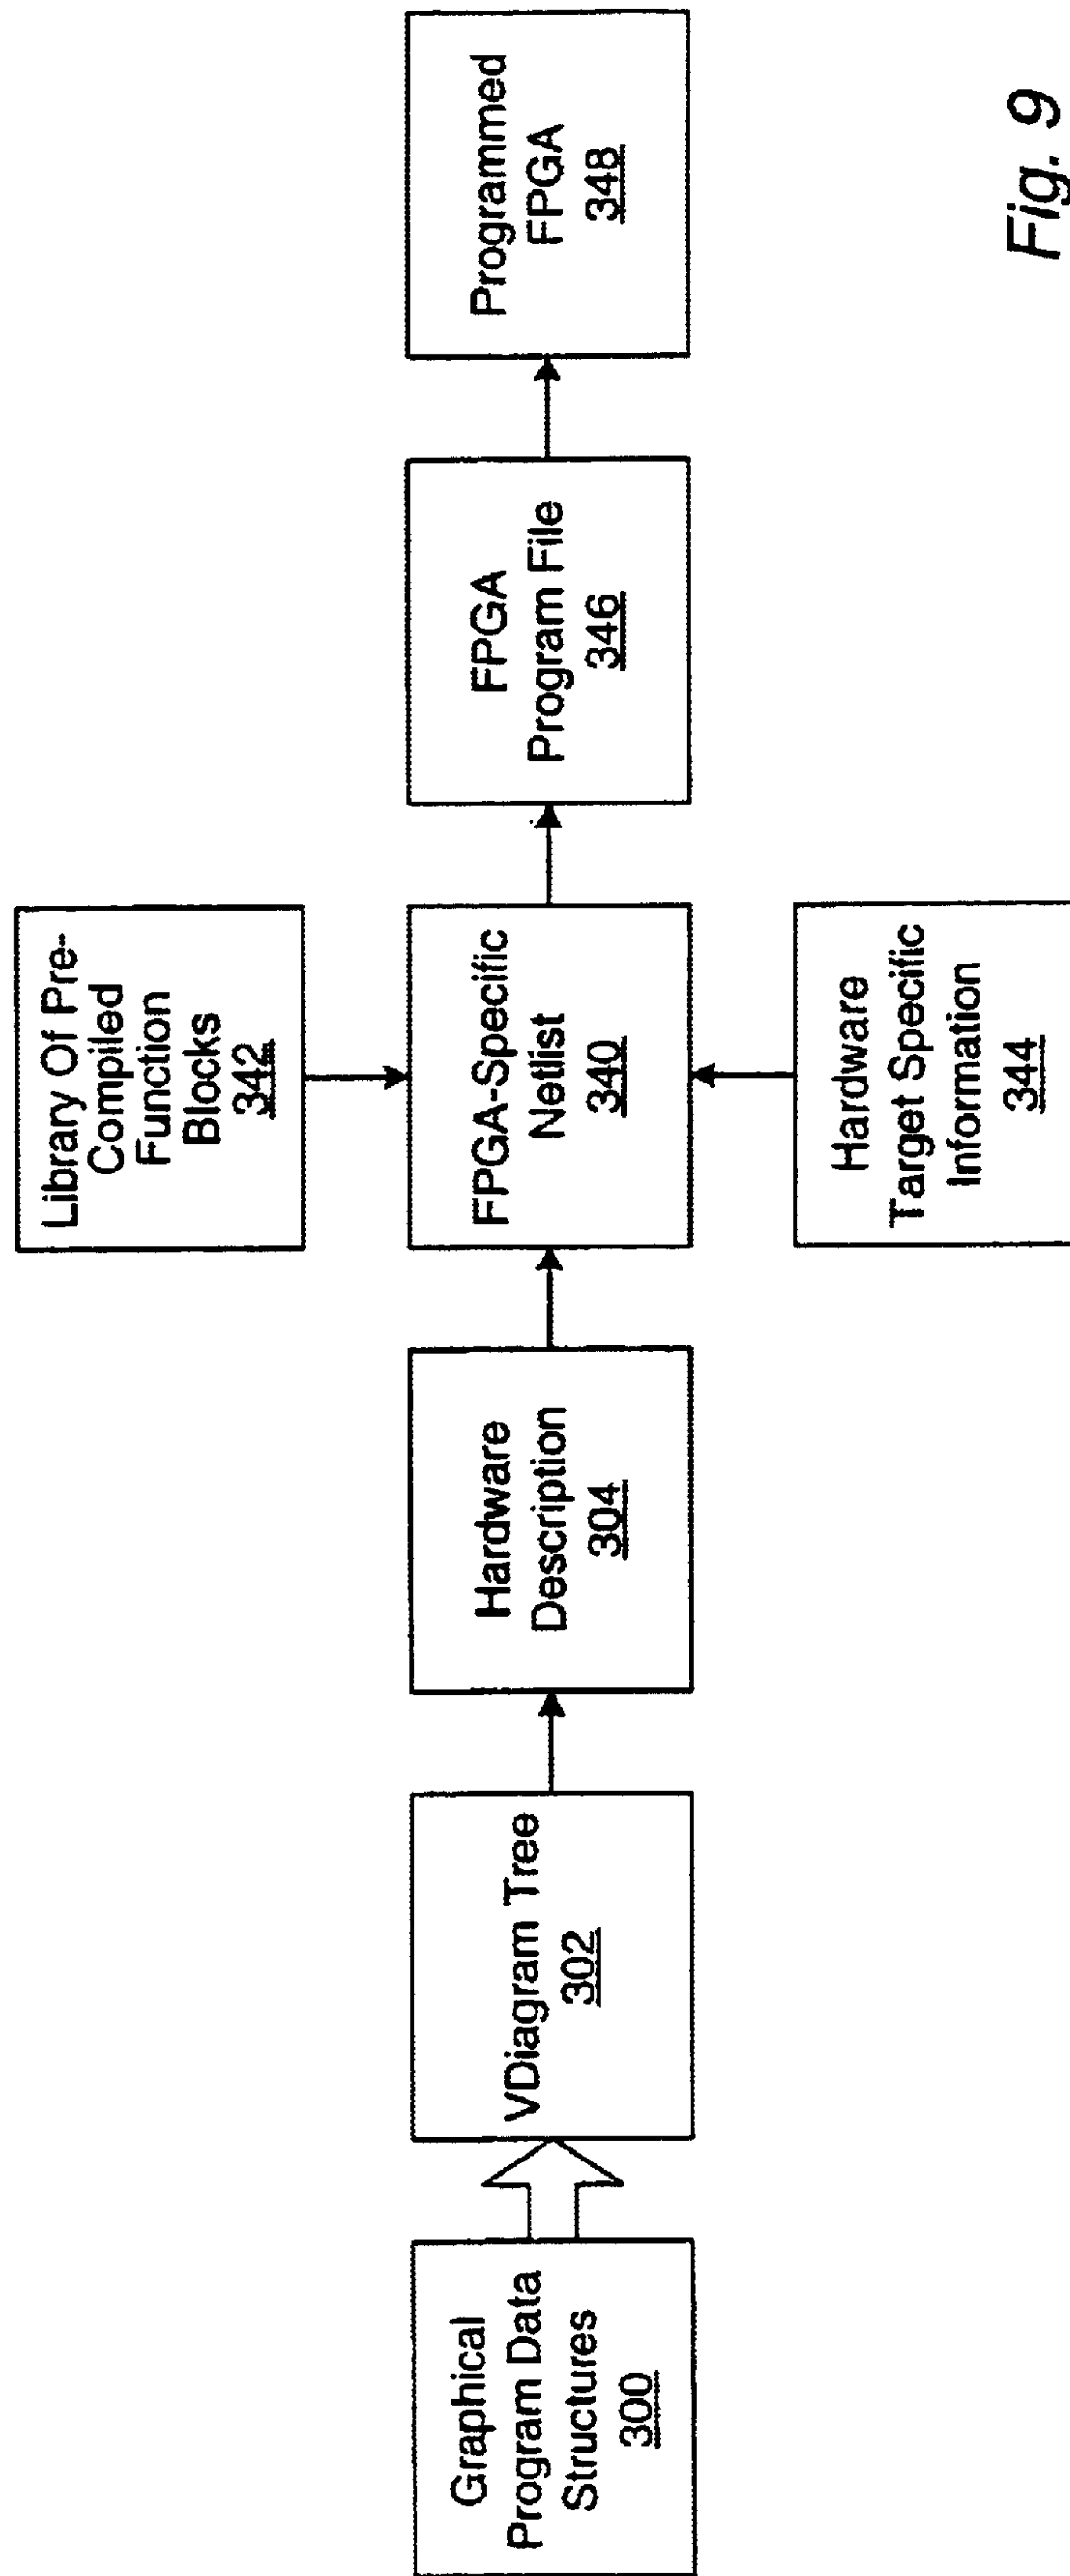 Graphical
Program Data
Structures
300
VDiagram Tree
302
Hardware
Description
304
Library Of Pre-
Compiled
Function
Blocks
342
FPGA-Specific
Netlist
340
Hardware
Target Specific
Information
344
FPGA
Program File
346
Programmed
FPGA
348
Fig. 9